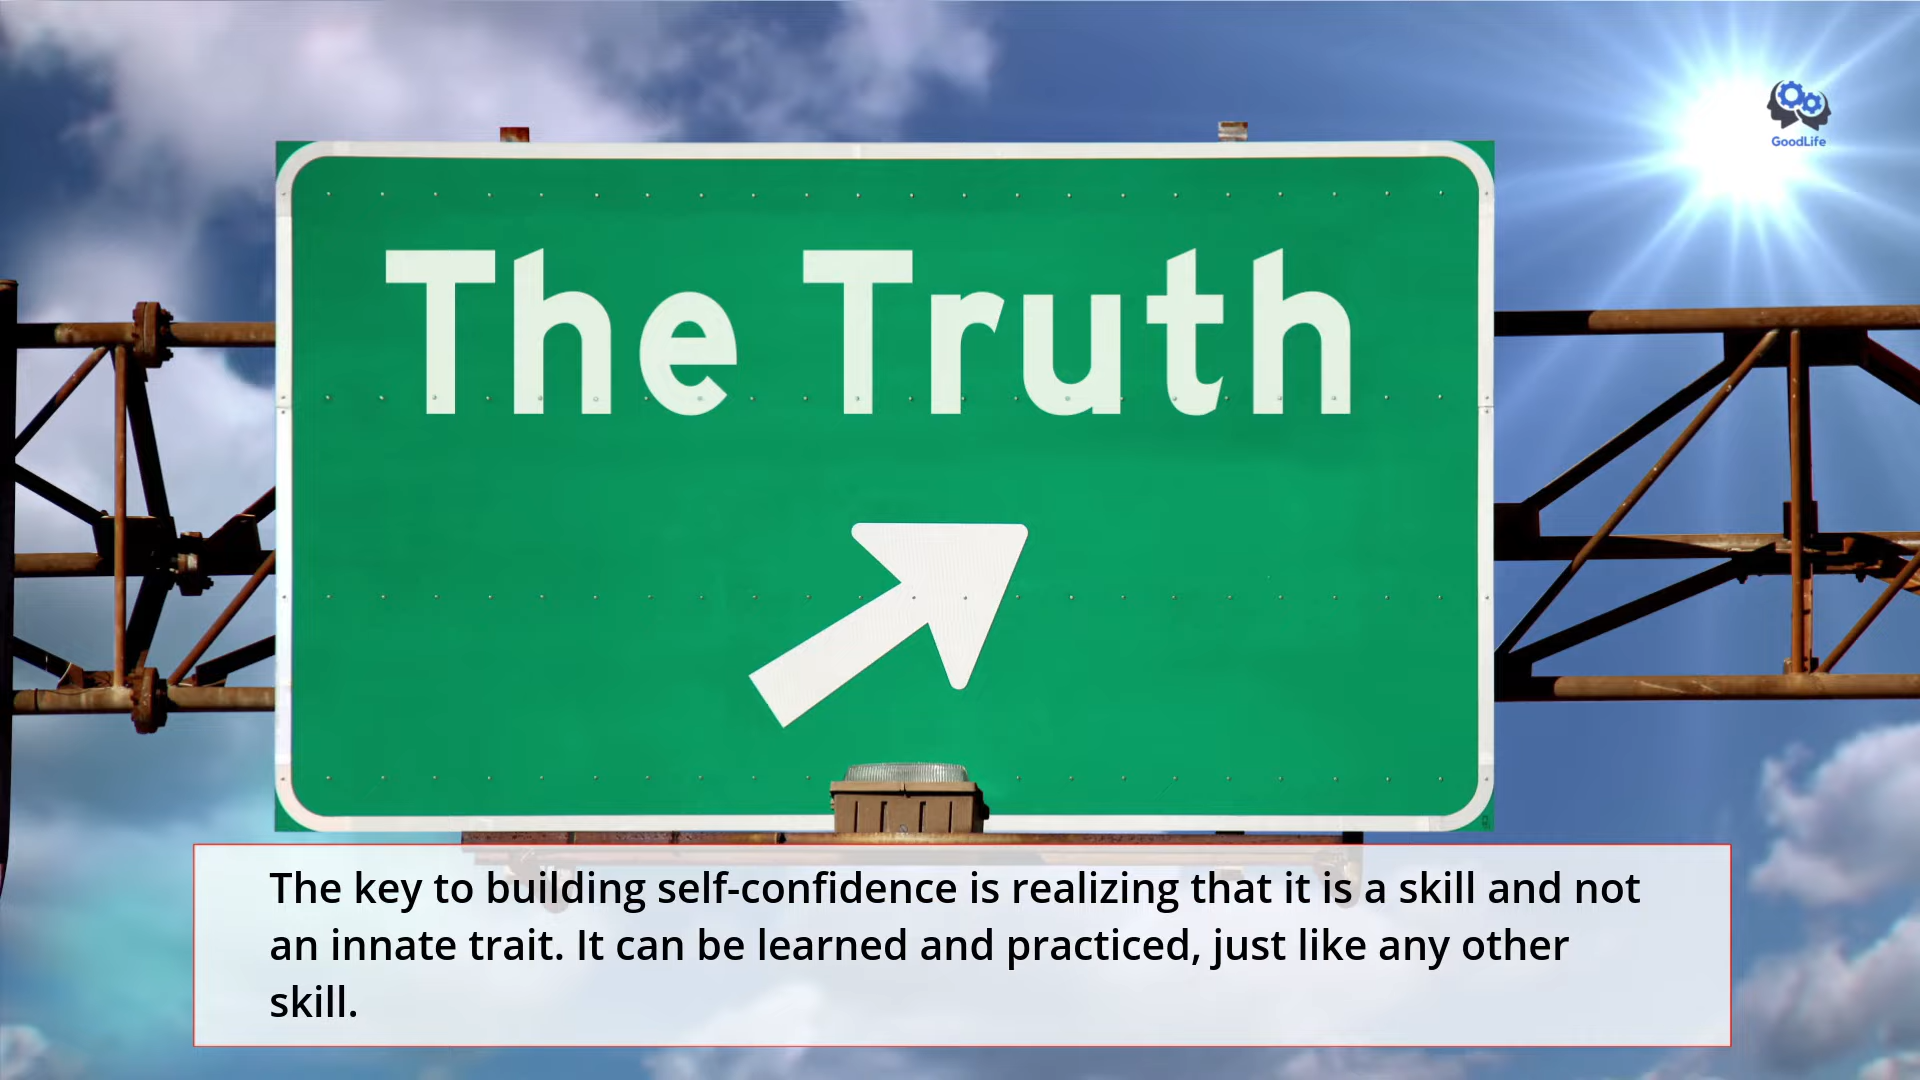 GoodLife
The Truth
The key to building self-confidence is realizing that it is a skill and not
an innate trait. It can be learned and practiced, just like any other
skill.